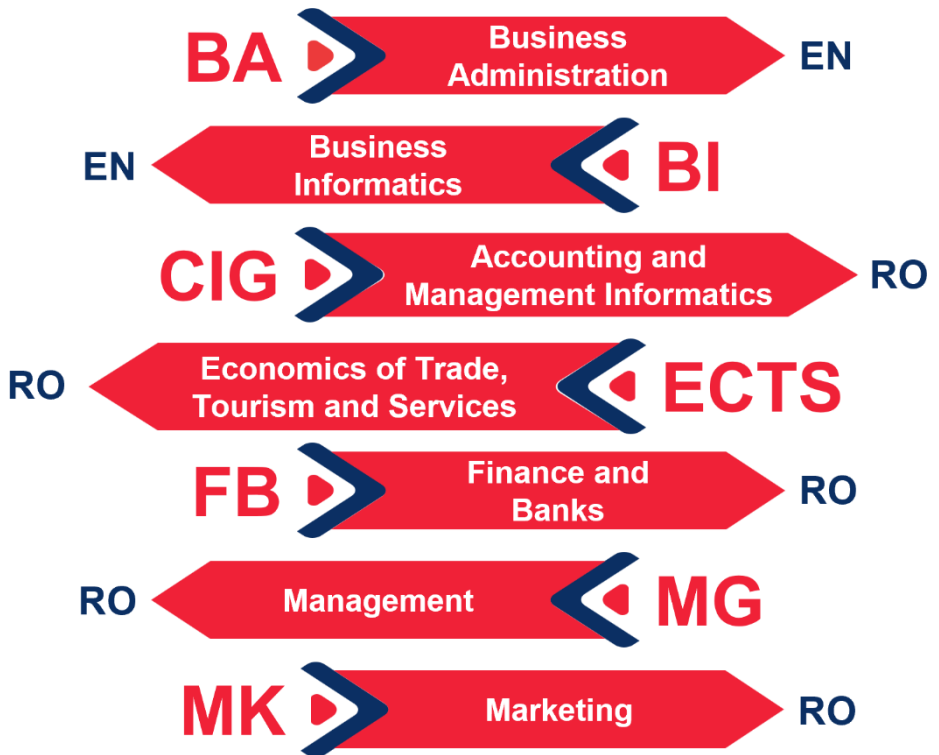 BA
Business
Administration
EN
EN
Business
Informatics
BI
CIG
Accounting and
Management Informatics
RO
RO
Economics of Trade,
Tourism and Services
ECTS
FB
Finance and
Banks
RO
RO
Management
MG
MK
Marketing
RO